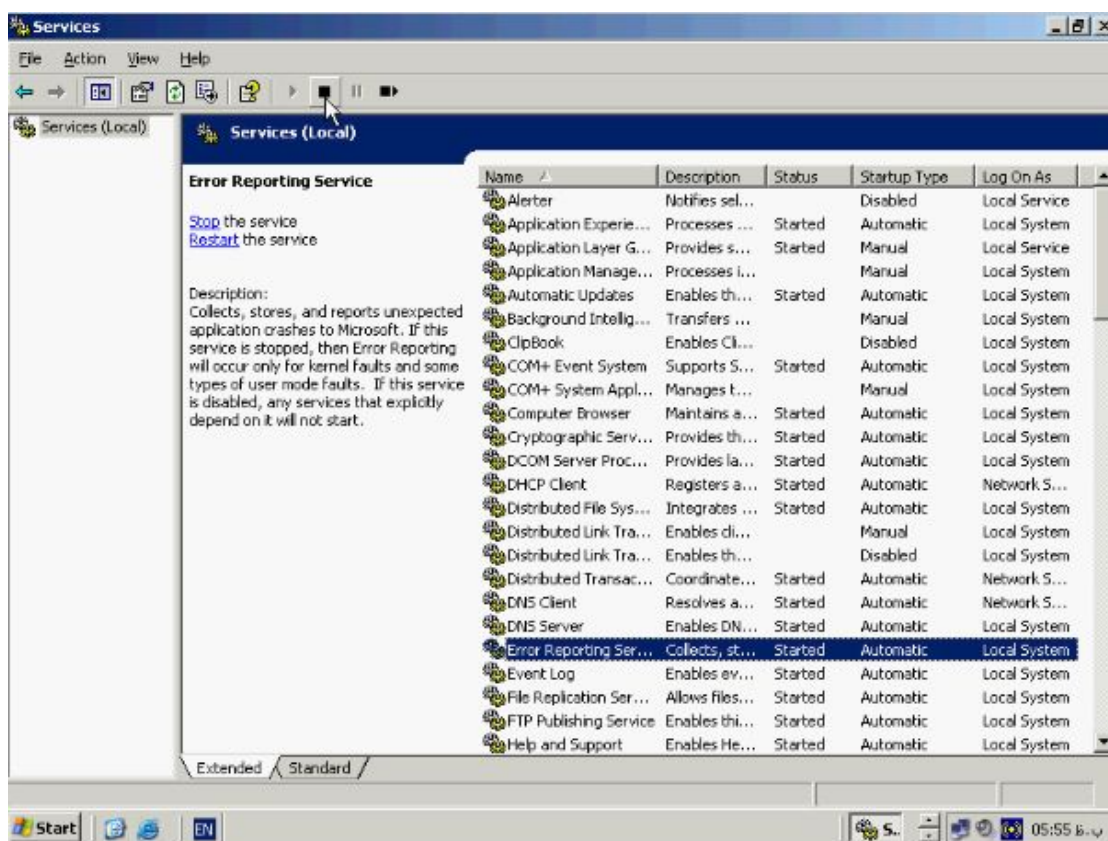 Services
File Action View Help
Services (Local)
Services (Local)
Error Reporting Service
Stop the service
Restart the service
Description:
Collects, stores, and reports unexpected
application crashes to Microsoft. If this
service is stopped, then Error Reporting
will occur only for kernel faults and some
types of user mode faults. If this service
is disabled, any services that explicitly
depend on it will not start.
Name Description Status Startup Type Log On As
Alerter Notifies sel... Disabled Local Service
Application Experie... Processes ... Started Automatic Local System
Application Layer G... Provides s... Started Manual Local Service
Application Manage... Processes i... Manual Local System
Automatic Updates Enables th... Started Automatic Local System
Background Intellig... Transfers ... Manual Local System
ClipBook Enables Cli... Disabled Local System
COM+ Event System Supports S... Started Automatic Local System
COM+ System Appl... Manages t... Manual Local System
Computer Browser Maintains a... Started Automatic Local System
Cryptographic Serv... Provides th... Started Automatic Local System
DCOM Server Proc... Provides la... Started Automatic Local System
DHCP Client Registers a... Started Automatic Network S...
Distributed File Sys... Integrates ... Started Automatic Local System
Distributed Link Tra... Enables cli... Manual Local System
Distributed Link Tra... Enables th... Disabled Local System
Distributed Transac... Coordinate... Started Automatic Network S...
DNS Client Resolves a... Started Automatic Network S...
DNS Server Enables DN... Started Automatic Local System
Error Reporting Ser... Collects, st... Started Automatic Local System
Event Log Enables ev... Started Automatic Local System
File Replication Ser... Allows files... Started Automatic Local System
FTP Publishing Service Enables thi... Started Automatic Local System
Help and Support Enables He... Started Automatic Local System
Extended Standard
Start EN S.. 05:55 ب.ظ